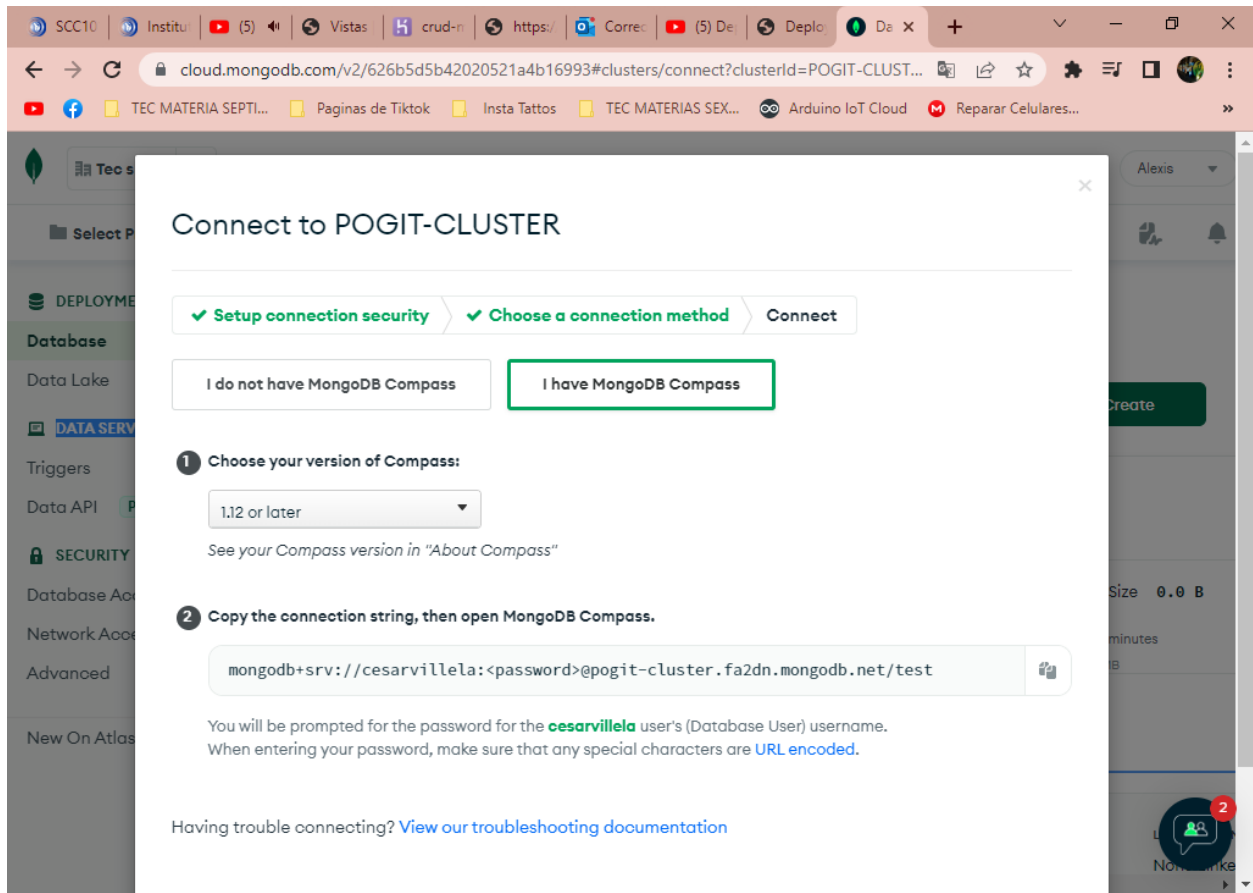 SCC10
Institu
(5)
Vistas
crud-n
https:/
Correc
(5) De
Deplo
Da
cloud.mongodb.com/v2/626b5d5b42020521a4b16993#clusters/connect?clusterId=POGIT-CLUST...
TEC MATERIA SEPTI...
Paginas de Tiktok
Insta Tattos
TEC MATERIAS SEX...
Arduino IoT Cloud
Reparar Celulares...
»
Tec s
Alexis
Select P
Connect to POGIT-CLUSTER
DEPLOYME
Setup connection security
Choose a connection method
Connect
Database
Data Lake
I do not have MongoDB Compass
I have MongoDB Compass
Create
DATA SERV
Triggers
1 Choose your version of Compass:
Data API P
1.12 or later
See your Compass version in "About Compass"
SECURITY
Database Acc
Size 0.0 B
2 Copy the connection string, then open MongoDB Compass.
Network Acce
minutes
mongodb+srv://cesarvillela:<password>@pogit-cluster.fa2dn.mongodb.net/test
Advanced
You will be prompted for the password for the cesarvillela user's (Database User) username.
When entering your password, make sure that any special characters are URL encoded.
New On Atlas
2
Having trouble connecting? View our troubleshooting documentation